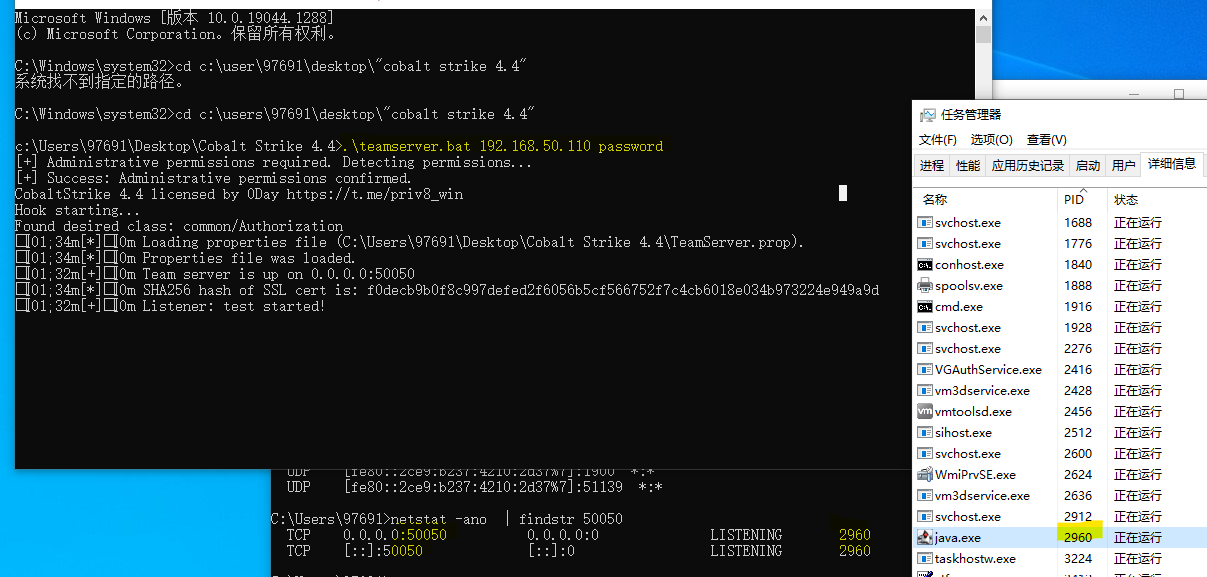 Microsoft Windows [版本 10.0.19044.1288]
(c) Microsoft Corporation。保留所有权利。
C:\Windows\system32>cd c:\user\97691\desktop\"cobalt strike 4.4"
系统找不到指定的路径。
C:\Windows\system32>cd c:\users\97691\desktop\"cobalt strike 4.4"
c:\Users\97691\Desktop\Cobalt Strike 4.4>.\teamserver.bat 192.168.50.110 password
[+] Administrative permissions required. Detecting permissions...
[+] Success: Administrative permissions confirmed.
CobaltStrike 4.4 licensed by 0Day https://t.me/priv8_win
Hook starting...
Found desired class: common/Authorization
[01;34m[*][0m Loading properties file (C:\Users\97691\Desktop\Cobalt Strike 4.4\TeamServer.prop).
[01;34m[*][0m Properties file was loaded.
[01;32m[+][0m Team server is up on 0.0.0.0:50050
[01;34m[*][0m SHA256 hash of SSL cert is: f0decb9b0f8c997defed2f6056b5cf566752f7c4cb6018e034b973224e949a9d
[01;32m[+][0m Listener: test started!
UDP [fe80::2ce9:b237:4210:2d37%7]:1900 *:*
UDP [fe80::2ce9:b237:4210:2d37%7]:51139 *:*
C:\Users\97691>netstat -ano | findstr 50050
TCP 0.0.0.0:50050 0.0.0.0:0 LISTENING 2960
TCP [::]:50050 [::]:0 LISTENING 2960
任务管理器
文件(F) 选项(O) 查看(V)
进程 性能 应用历史记录 启动 用户 详细信息
名称 PID 状态
svchost.exe 1688 正在运行
svchost.exe 1776 正在运行
conhost.exe 1840 正在运行
spoolsv.exe 1888 正在运行
cmd.exe 1916 正在运行
svchost.exe 1928 正在运行
svchost.exe 2276 正在运行
VGAuthService.exe 2416 正在运行
vm3dservice.exe 2428 正在运行
vmtoolsd.exe 2456 正在运行
sihost.exe 2512 正在运行
svchost.exe 2600 正在运行
WmiPrvSE.exe 2624 正在运行
vm3dservice.exe 2636 正在运行
svchost.exe 2912 正在运行
java.exe 2960 正在运行
taskhostw.exe 3224 正在运行